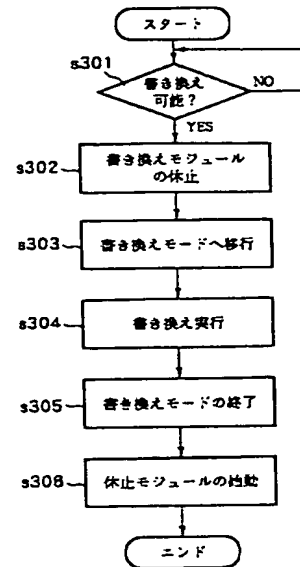 スタート
s301
書き換え
可能?
NO
YES
s302
書き換えモジュール
の休止
s303
書き換えモードへ移行
s304
書き換え実行
s305
書き換えモードの終了
s308
休止モジュールの始動
エンド